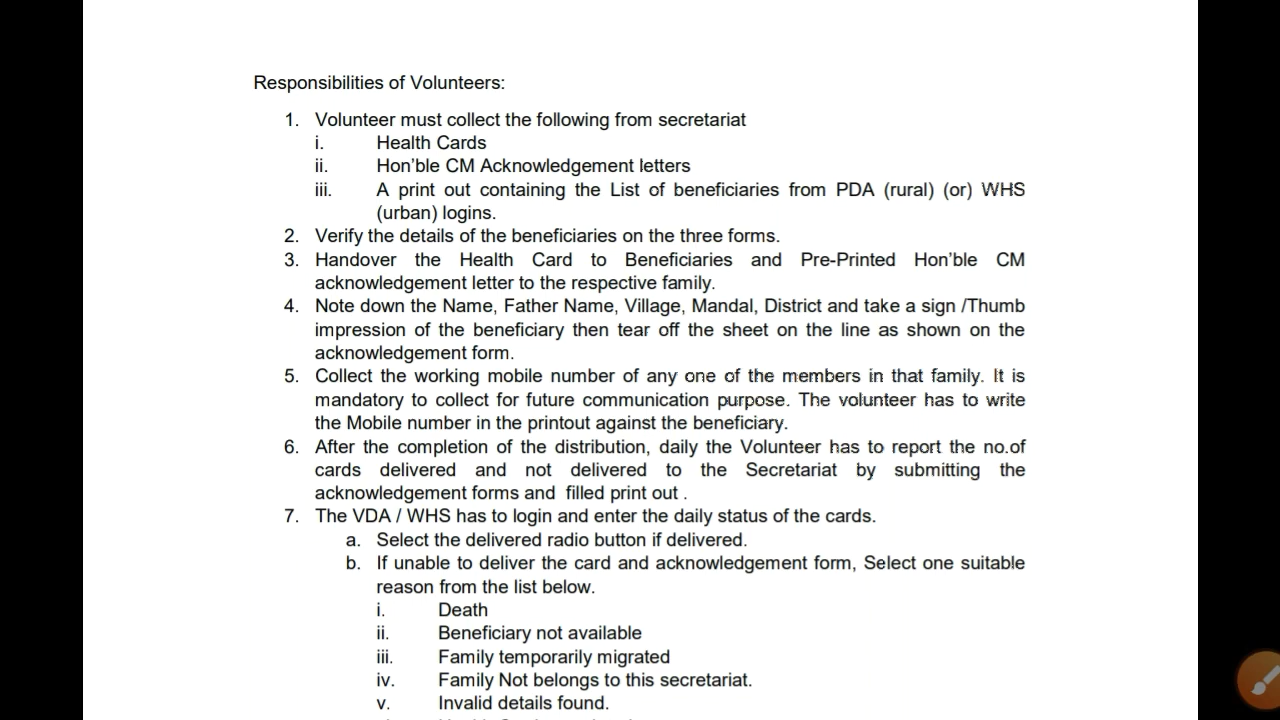 Responsibilities of Volunteers:
1. Volunteer must collect the following from secretariat
i. Health Cards
ii. Hon'ble CM Acknowledgement letters
iii. A print out containing the List of beneficiaries from PDA (rural) (or) WHS
(urban) logins.
2. Verify the details of the beneficiaries on the three forms.
3. Handover the Health Card to Beneficiaries and Pre-Printed Hon'ble CM
acknowledgement letter to the respective family.
4. Note down the Name, Father Name, Village, Mandal, District and take a sign /Thumb
impression of the beneficiary then tear off the sheet on the line as shown on the
acknowledgement form.
5. Collect the working mobile number of any one of the members in that family. It is
mandatory to collect for future communication purpose. The volunteer has to write
the Mobile number in the printout against the beneficiary.
6. After the completion of the distribution, daily the Volunteer has to report the no.of
cards delivered and not delivered to the Secretariat by submitting the
acknowledgement forms and filled print out .
7. The VDA / WHS has to login and enter the daily status of the cards.
a. Select the delivered radio button if delivered.
b. If unable to deliver the card and acknowledgement form, Select one suitable
reason from the list below.
i. Death
ii. Beneficiary not available
iii. Family temporarily migrated
iv. Family Not belongs to this secretariat.
v. Invalid details found.